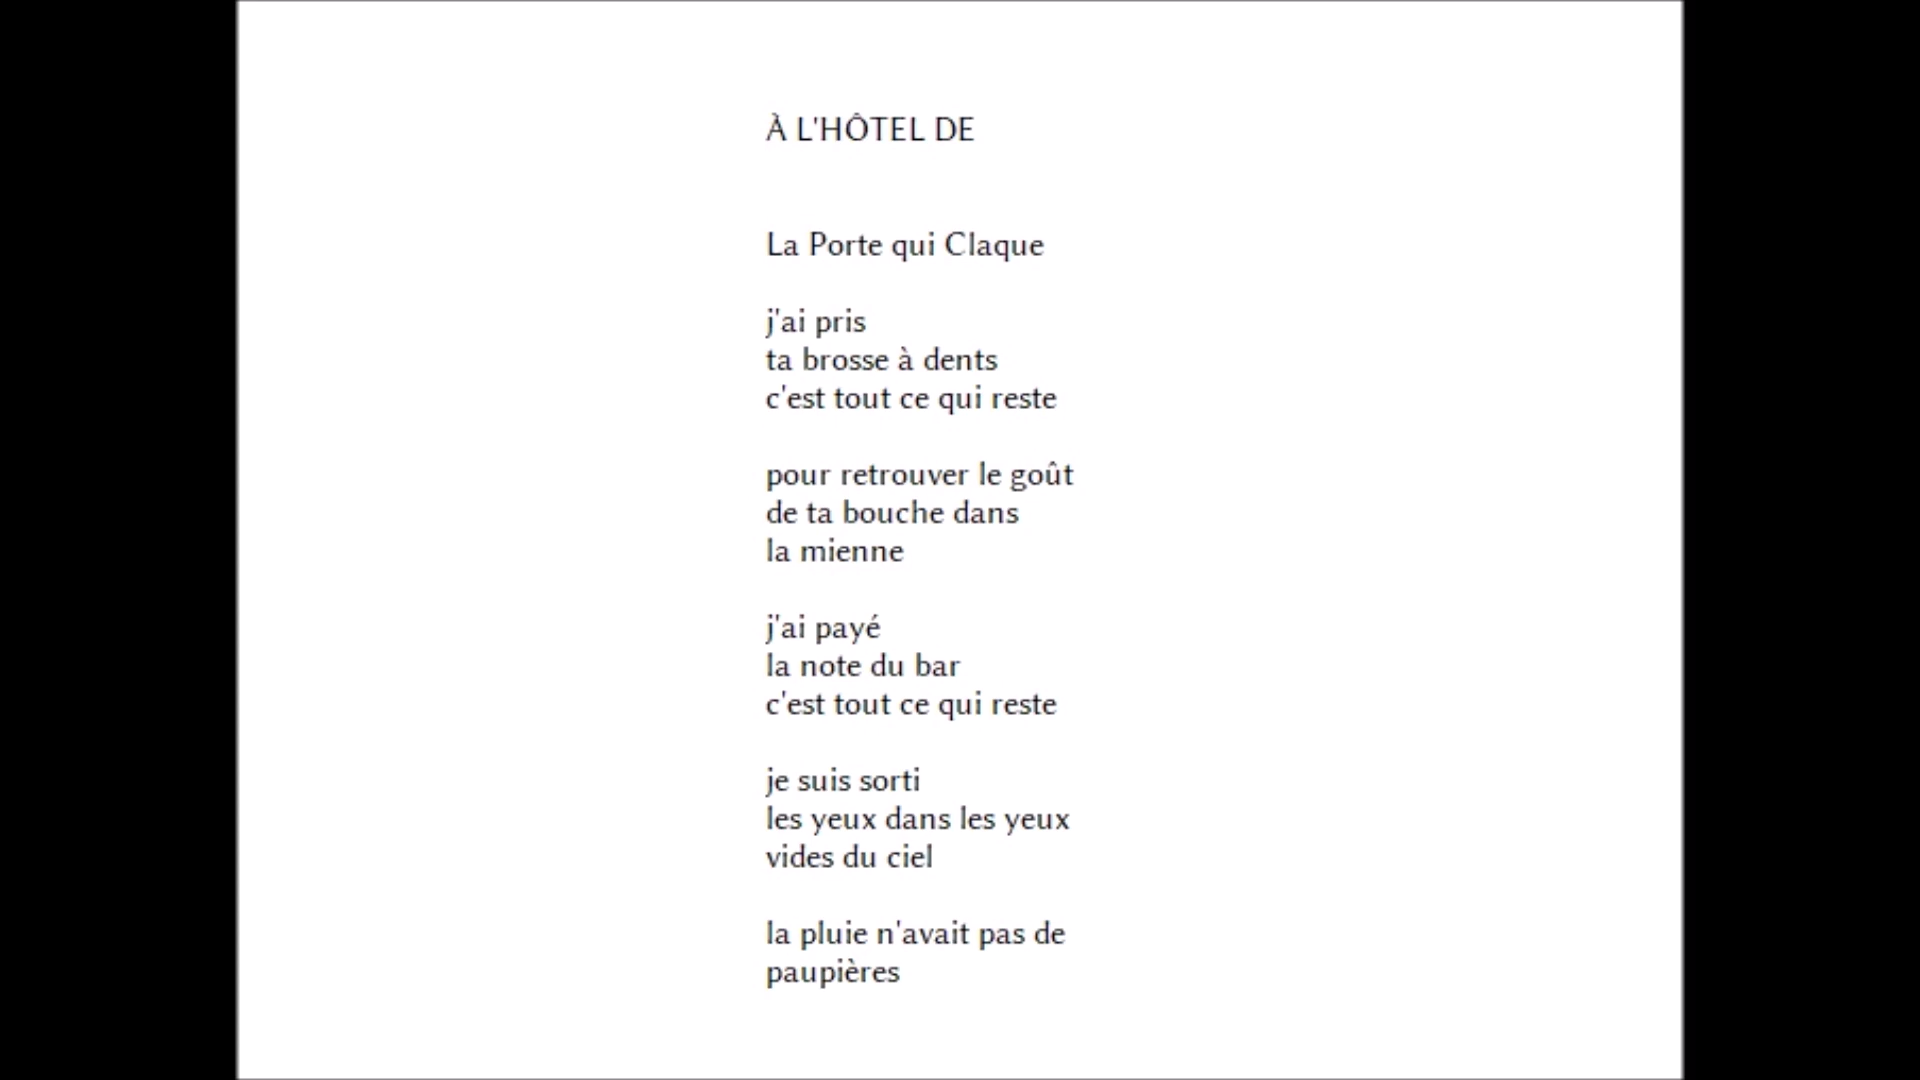 À L'HÔTEL DE
La Porte qui Claque
j'ai pris
ta brosse à dents
c'est tout ce qui reste
pour retrouver le goût
de ta bouche dans
la mienne
j'ai payé
la note du bar
c'est tout ce qui reste
je suis sorti
les yeux dans les yeux
vides du ciel
la pluie n'avait pas de
paupières